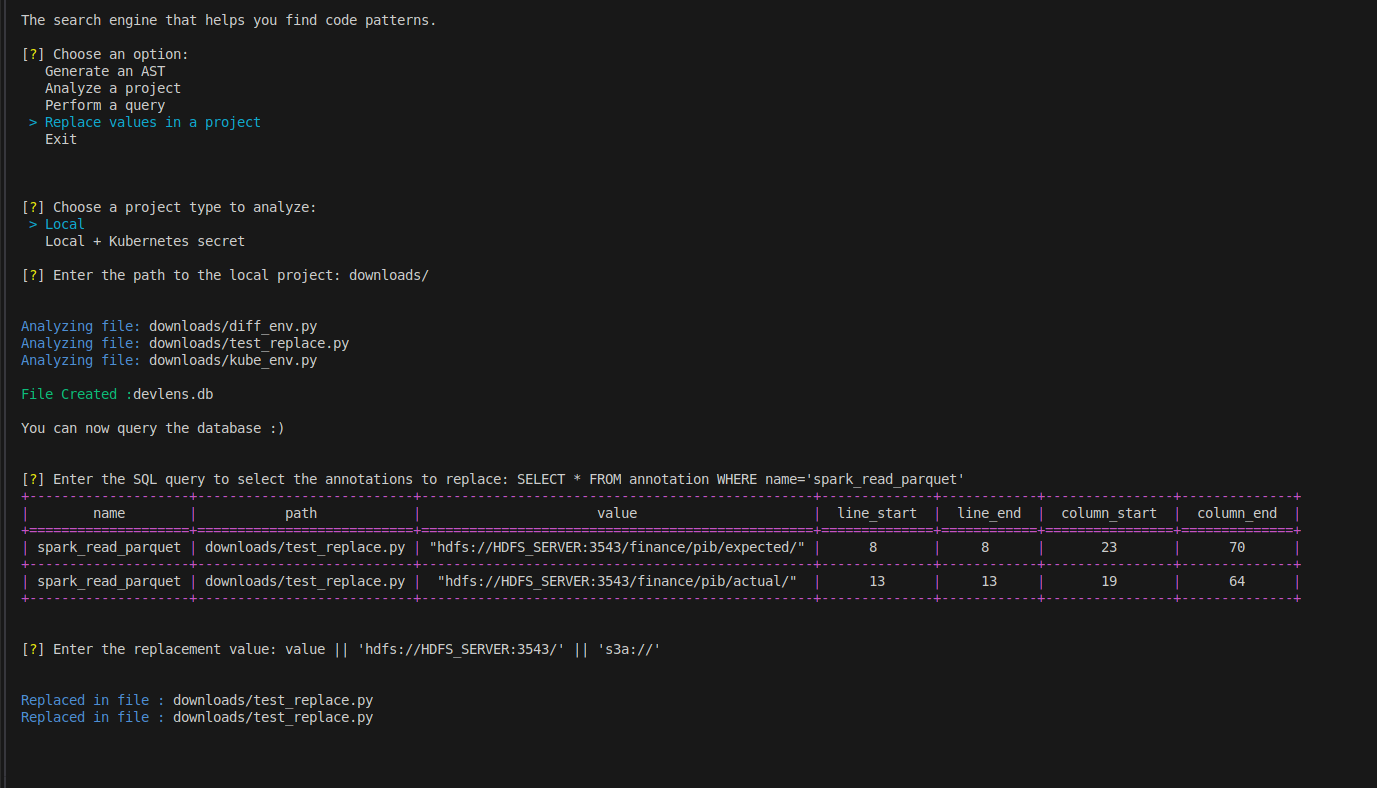 The search engine that helps you find code patterns.
[?] Choose an option:
Generate an AST
Analyze a project
Perform a query
> Replace values in a project
Exit
[?] Choose a project type to analyze:
> Local
Local + Kubernetes secret
[?] Enter the path to the local project: downloads/
Analyzing file: downloads/diff_env.py
Analyzing file: downloads/test_replace.py
Analyzing file: downloads/kube_env.py
File Created :devlens.db
You can now query the database :)
[?] Enter the SQL query to select the annotations to replace: SELECT * FROM annotation WHERE name='spark_read_parquet'
| name | path | value | line_start | line_end | column_start | column_end |
| spark_read_parquet | downloads/test_replace.py | "hdfs://HDFS_SERVER:3543/finance/pib/expected/" | 8 | 8 | 23 | 70 |
| spark_read_parquet | downloads/test_replace.py | "hdfs://HDFS_SERVER:3543/finance/pib/actual/" | 13 | 13 | 19 | 64 |
[?] Enter the replacement value: value || 'hdfs://HDFS_SERVER:3543/' || 's3a://'
Replaced in file : downloads/test_replace.py
Replaced in file : downloads/test_replace.py